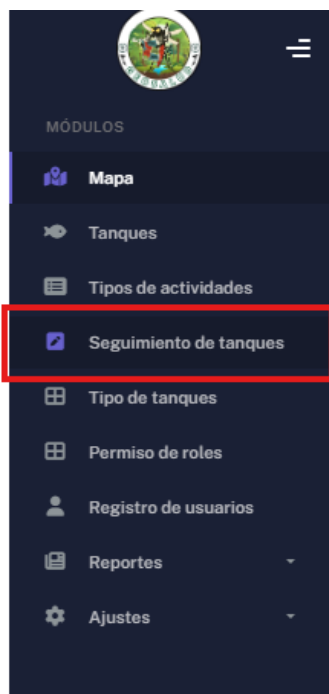 MÓDULOS
Mapa
Tanques
Tipos de actividades
Seguimiento de tanques
Tipo de tanques
Permiso de roles
Registro de usuarios
Reportes
Ajustes